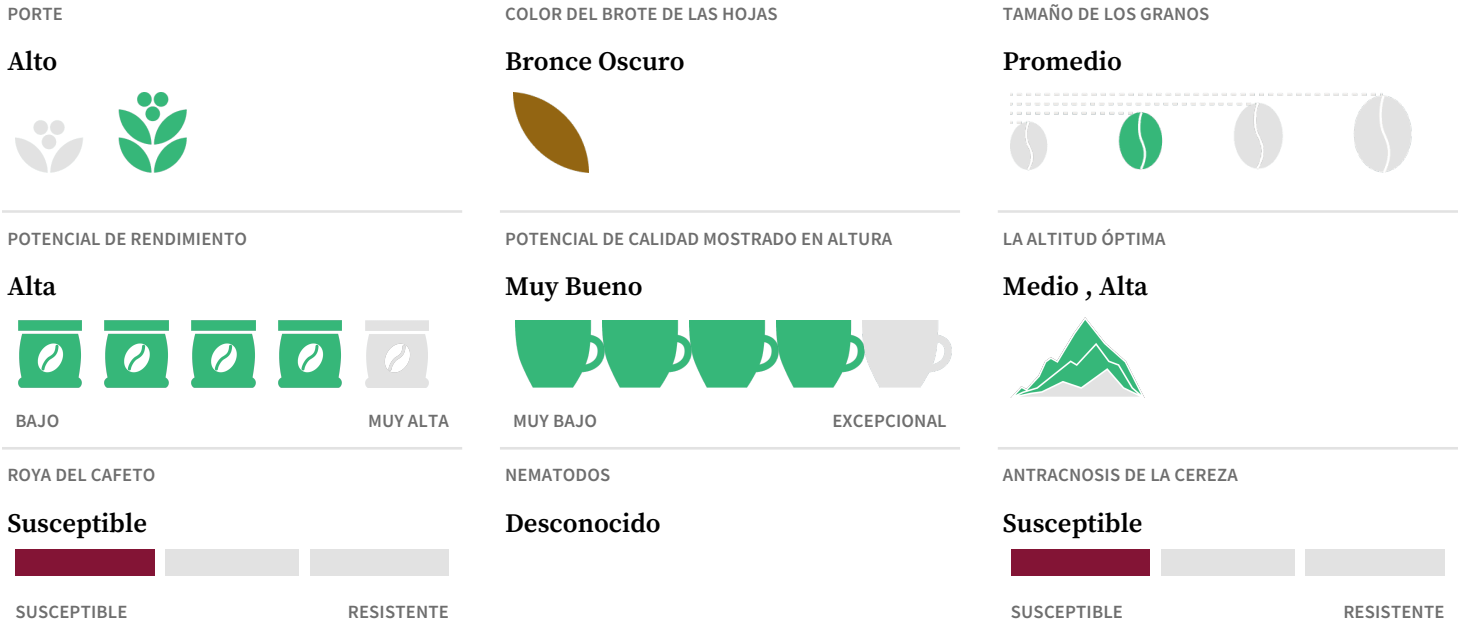 PORTE
Alto
COLOR DEL BROTE DE LAS HOJAS
Bronce Oscuro
TAMAÑO DE LOS GRANOS
Promedio
POTENCIAL DE RENDIMIENTO
Alta
BAJO
MUY ALTA
POTENCIAL DE CALIDAD MOSTRADO EN ALTURA
Muy Bueno
MUY BAJO
EXCEPCIONAL
LA ALTITUD ÓPTIMA
Medio , Alta
ROYA DEL CAFETO
Susceptible
SUSCEPTIBLE
RESISTENTE
NEMATODOS
Desconocido
ANTRACNOSIS DE LA CEREZA
Susceptible
SUSCEPTIBLE
RESISTENTE